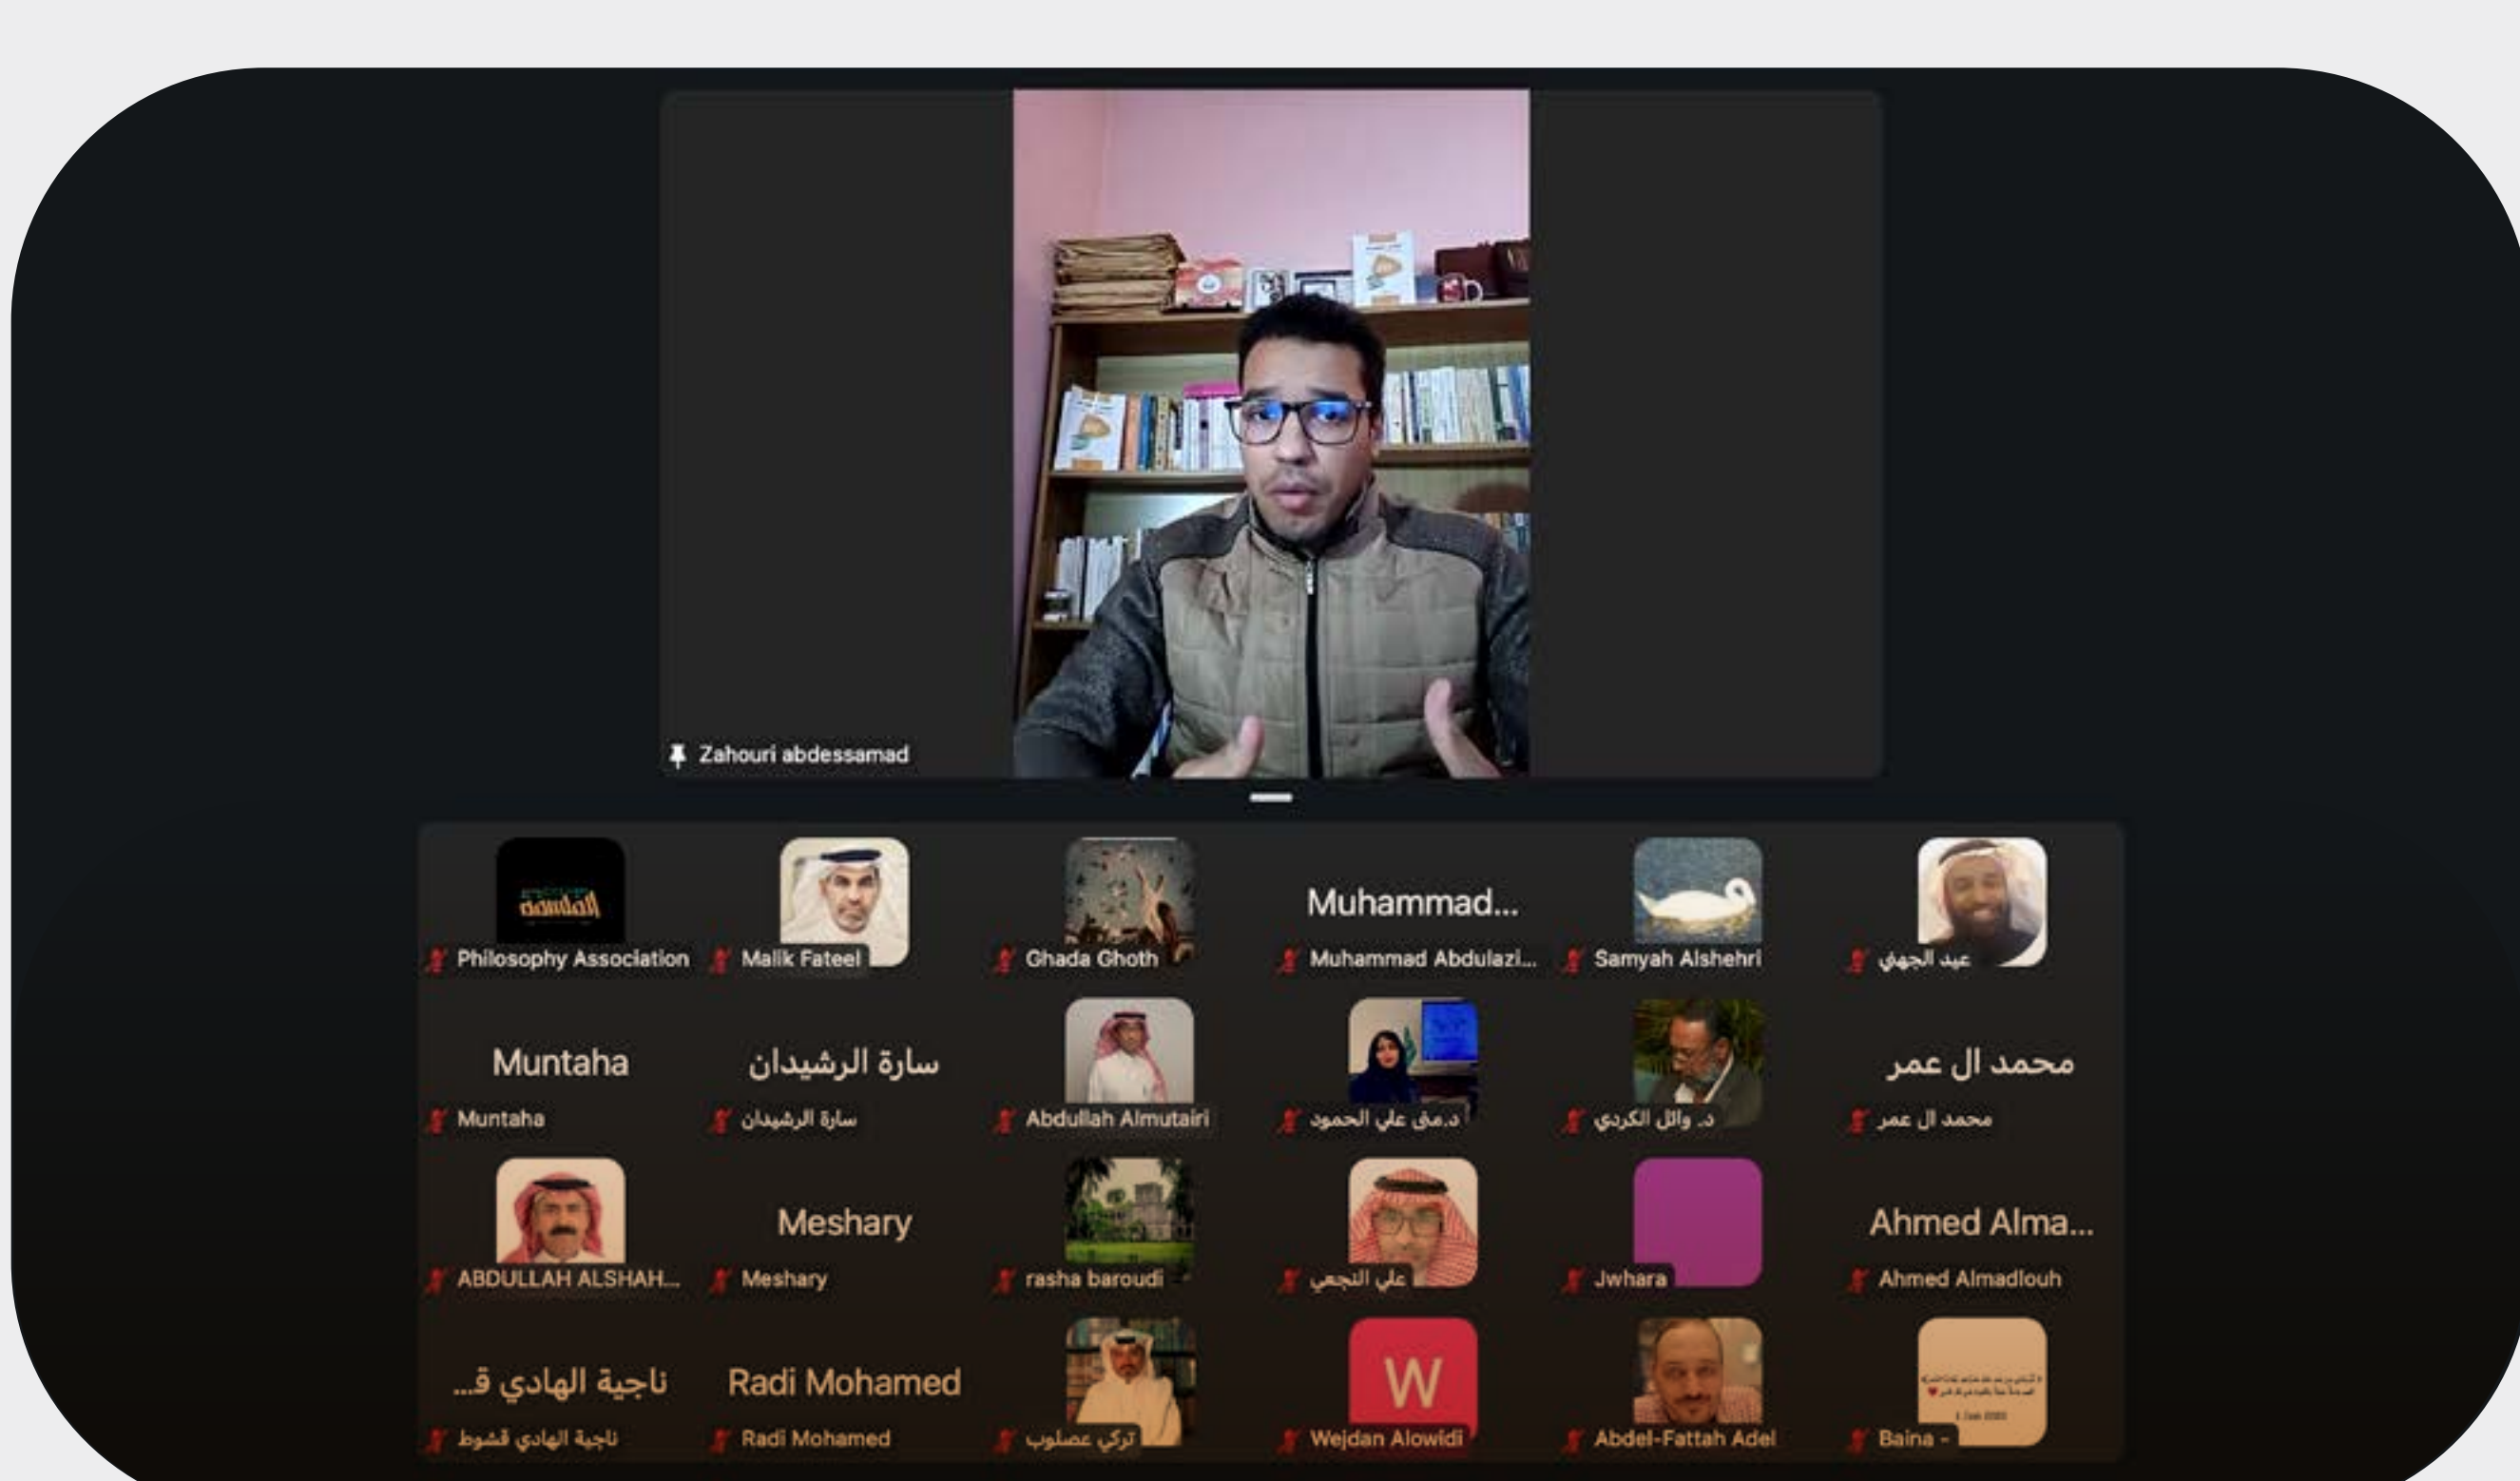 Zahouri abdessamad
الفلسفة
Philosophy Association
Malik Fateel
Ghada Ghoth
Muhammad...
Muhammad Abdulazi...
Samyah Alshehri
عيد الجهني
Muntaha
Muntaha
سارة الرشيدان
سارة الرشيدان
Abdullah Almutairi
د.منى علي الحمود
د. وائل الكردي
محمد ال عمر
محمد ال عمر
ABDULLAH ALSHAH...
Meshary
Meshary
rasha baroudi
علي النجعي
Jwhara
Ahmed Alma...
Ahmed Almadlouh
ناجية الهادي ق...
ناجية الهادي قشوط
Radi Mohamed
Radi Mohamed
تركي عصلوب
W
Wejdan Alowidi
Abdel-Fattah Adel
Baina -